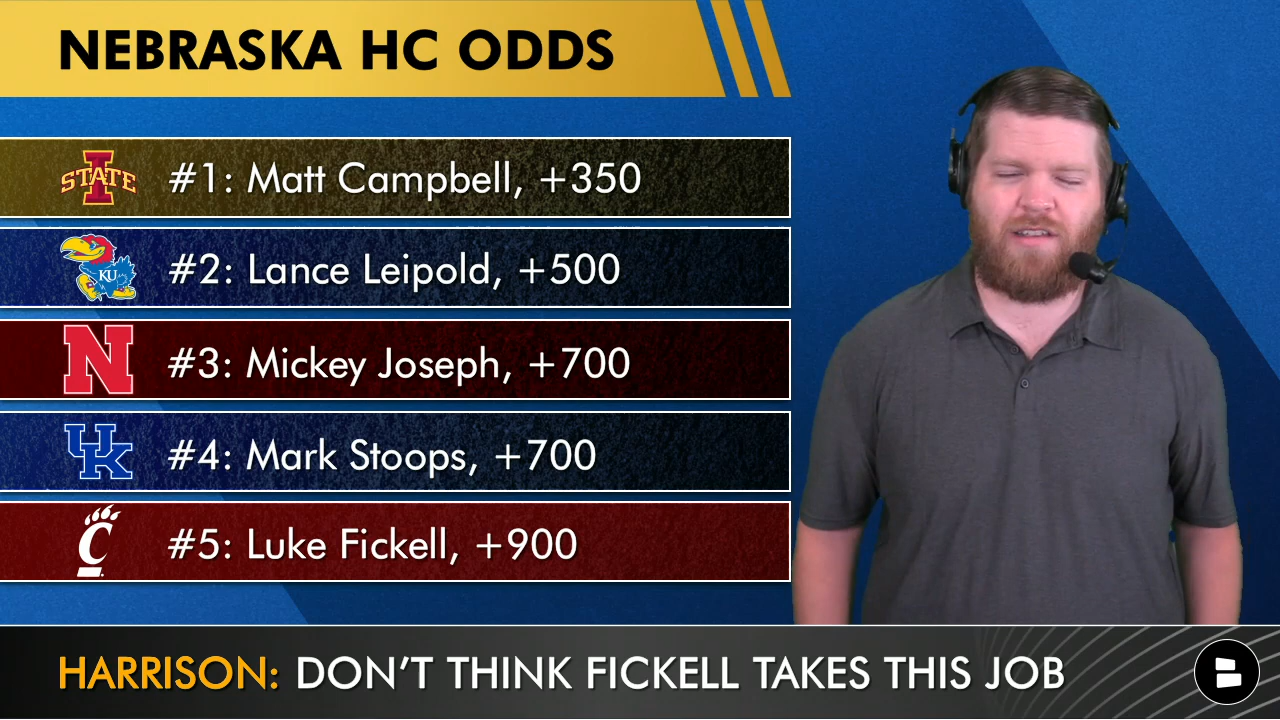 NEBRASKA HC ODDS
STATE
#1: Matt Campbell, +350
KU
#2: Lance Leipold, +500
N
#3: Mickey Joseph, +700
UK
#4: Mark Stoops, +700
C
#5: Luke Fickell, +900
HARRISON: DON'T THINK FICKELL TAKES THIS JOB